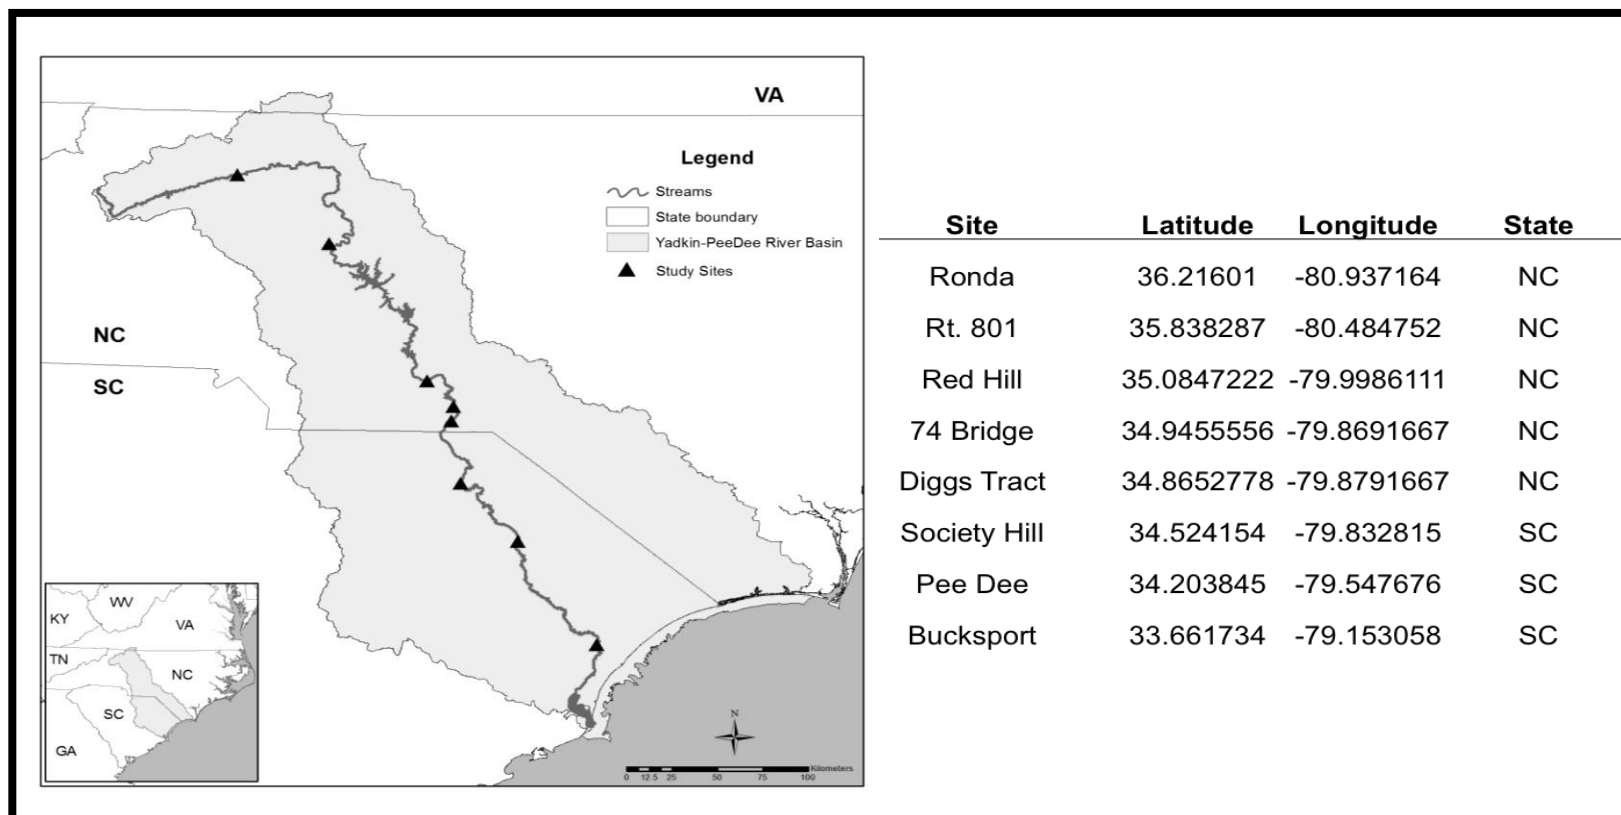 VA
Legend
Streams
State boundary
Yadkin-PeeDee River Basin
Study Sites
NC
SC
KY
WV
VA
TN
NC
SC
GA
N
Kilometers
0 12.5 25 50 75 100
Site Latitude Longitude State
Ronda 36.21601 -80.937164 NC
Rt. 801 35.838287 -80.484752 NC
Red Hill 35.0847222 -79.9986111 NC
74 Bridge 34.9455556 -79.8691667 NC
Diggs Tract 34.8652778 -79.8791667 NC
Society Hill 34.524154 -79.832815 SC
Pee Dee 34.203845 -79.547676 SC
Bucksport 33.661734 -79.153058 SC